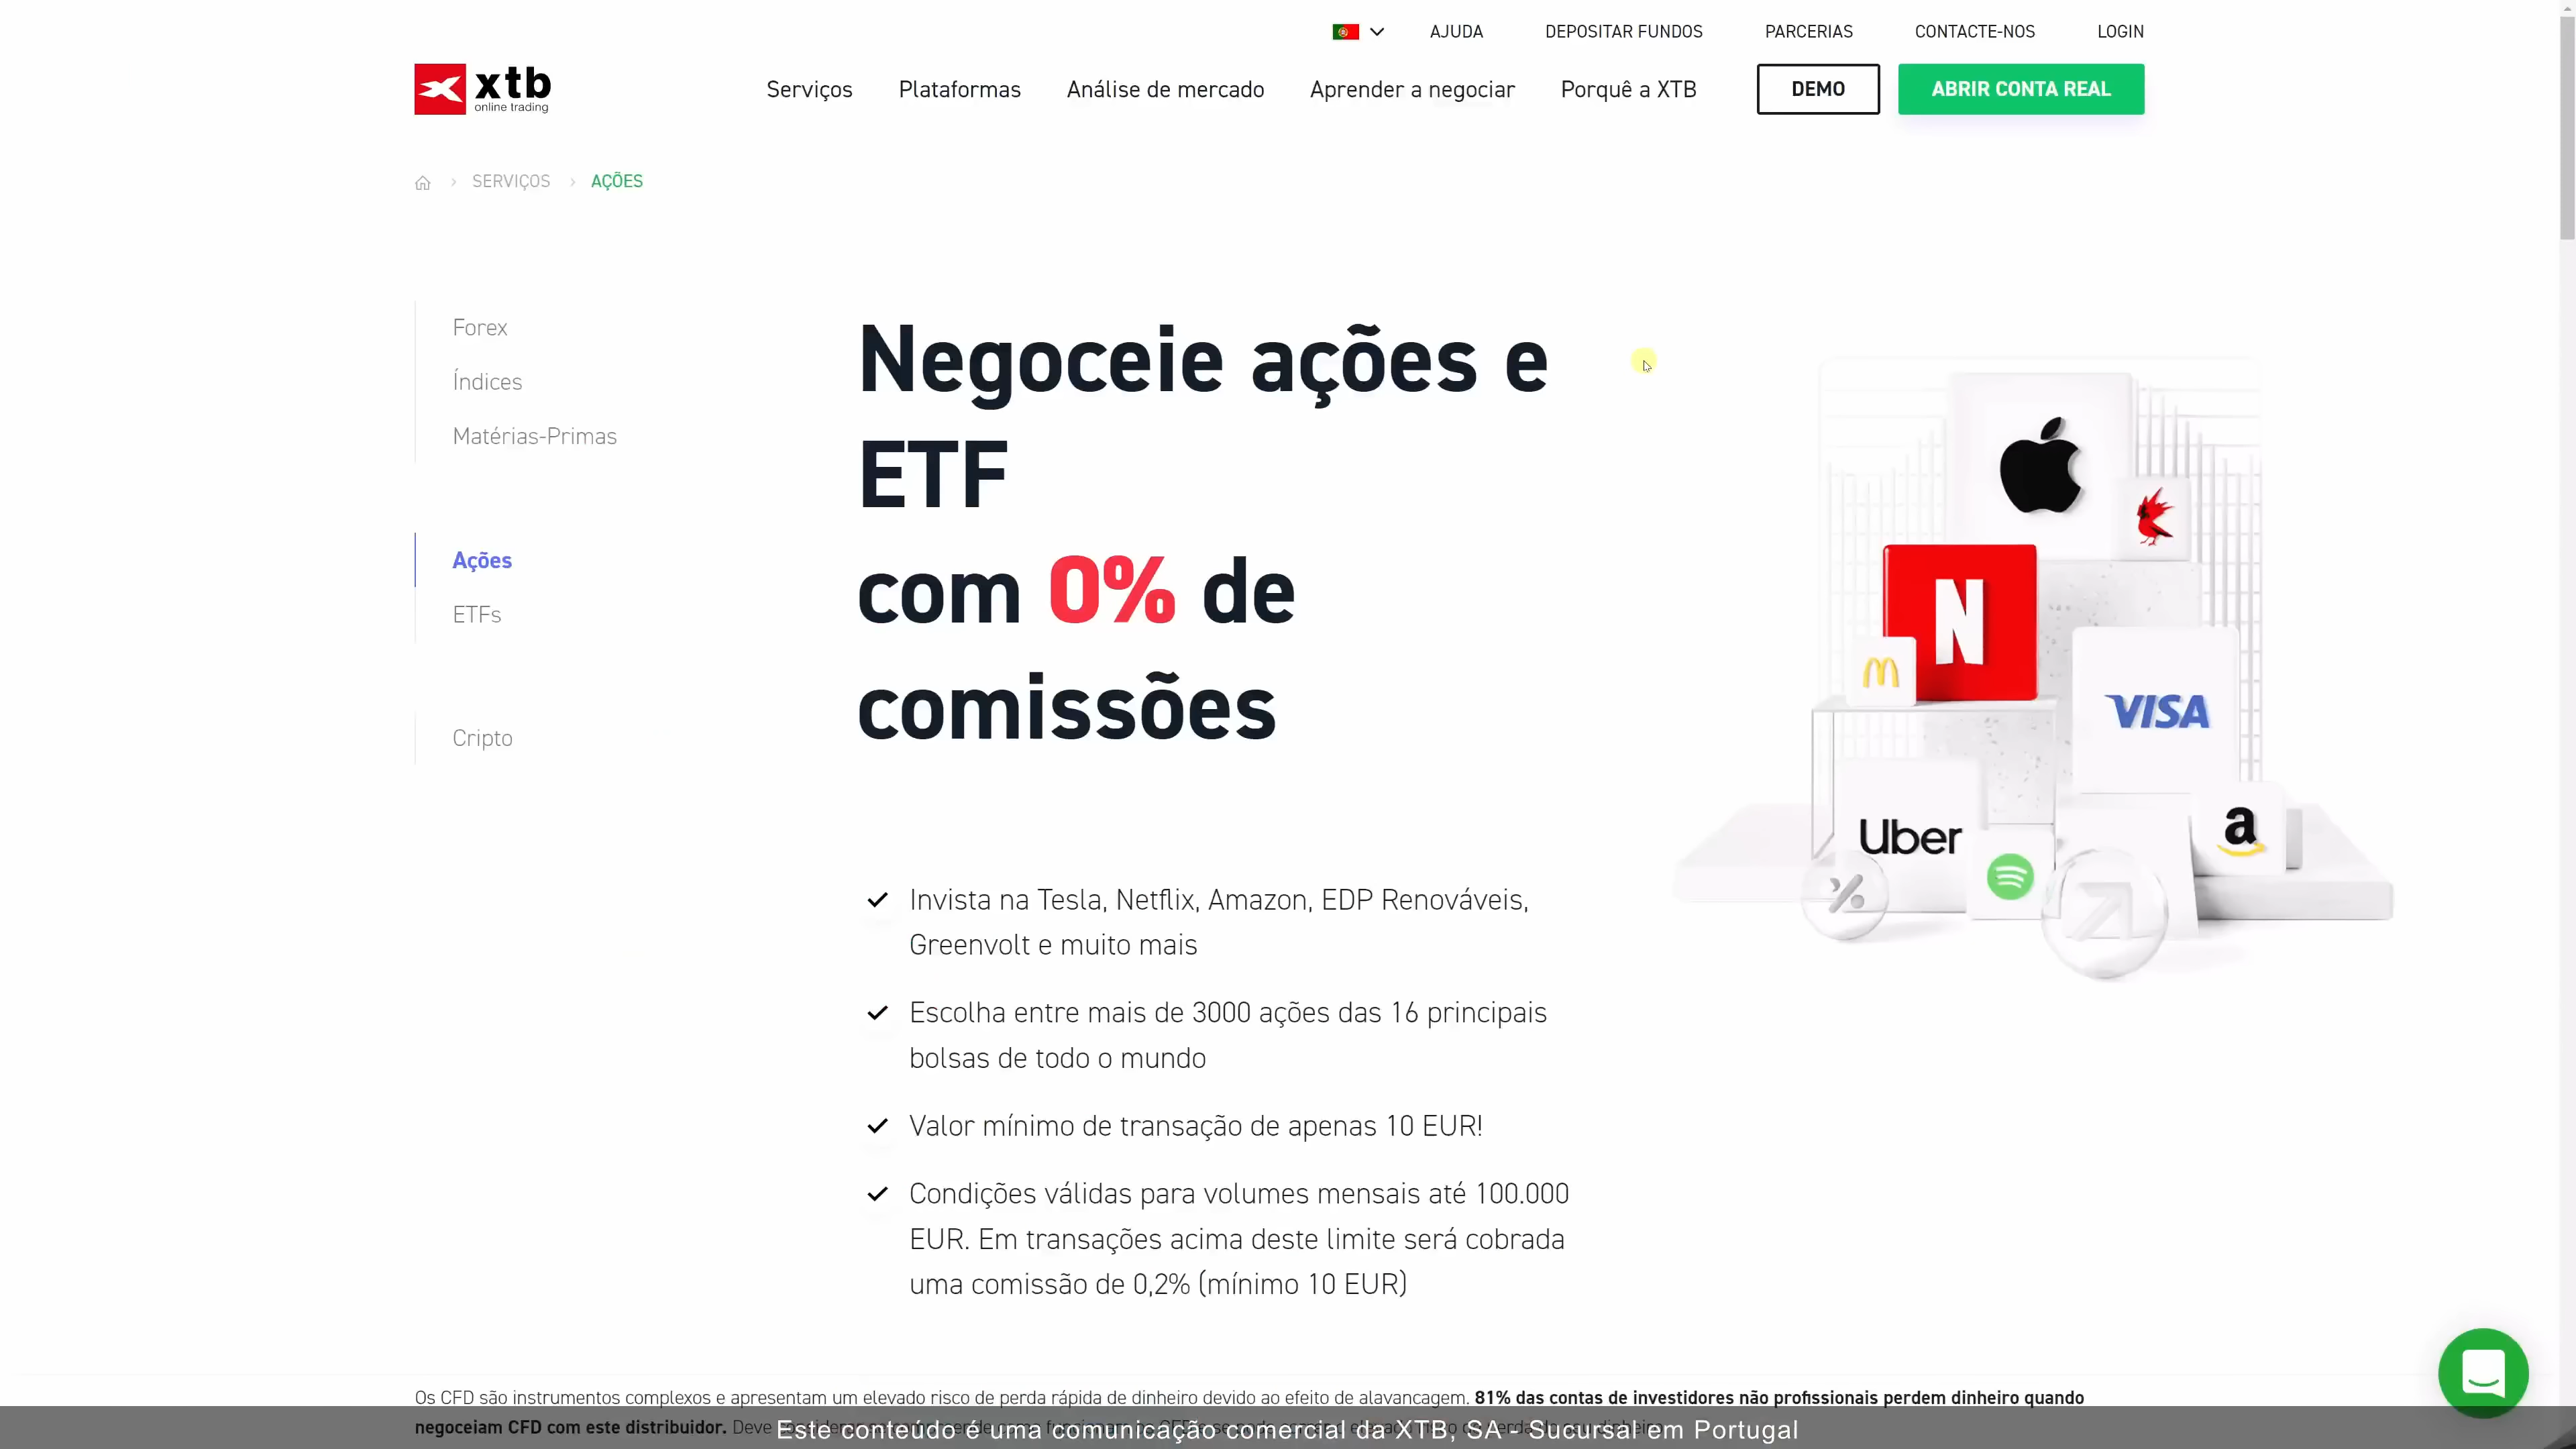 AJUDA DEPOSITAR FUNDOS PARCERIAS CONTACTE-NOS LOGIN
xtb
online trading
Serviços Plataformas Análise de mercado Aprender a negociar Porquê a XTB DEMO ABRIR CONTA REAL
SERVIÇOS AÇÕES
Forex
Índices
Matérias-Primas
Ações
ETFs
Cripto
Negoceie ações e
ETF
com 0% de
comissões
Invista na Tesla, Netflix, Amazon, EDP Renováveis,
Greenvolt e muito mais
Escolha entre mais de 3000 ações das 16 principais
bolsas de todo o mundo
Valor mínimo de transação de apenas 10 EUR!
Condições válidas para volumes mensais até 100.000
EUR. Em transações acima deste limite será cobrada
uma comissão de 0,2% (mínimo 10 EUR)
N
VISA
Uber
a
%
Os CFD são instrumentos complexos e apresentam um elevado risco de perda rápida de dinheiro devido ao efeito de alavancagem. 81% das contas de investidores não profissionais perdem dinheiro quando
negoceiam CFD com este distribuidor. Deve
Este conteúdo é uma comunicação comercial da XTB, SA - Sucursal em Portugal